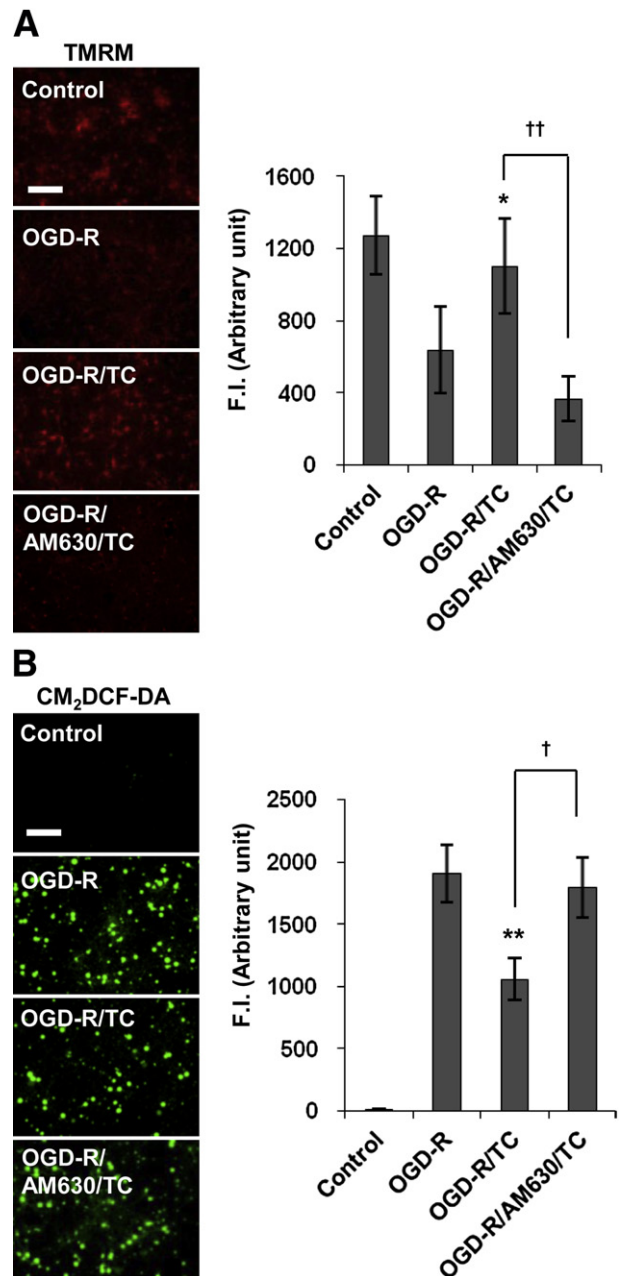 A
TMRM
Control
OGD-R
OGD-R/TC
OGD-R/
AM630/TC
F.I. (Arbitrary unit)
1600
1200
800
400
0
††
*
Control
OGD-R
OGD-R/TC
OGD-R/AM630/TC
B
CM₂DCF-DA
Control
OGD-R
OGD-R/TC
OGD-R/
AM630/TC
F.I. (Arbitrary unit)
2500
2000
1500
1000
500
0
†
**
Control
OGD-R
OGD-R/TC
OGD-R/AM630/TC